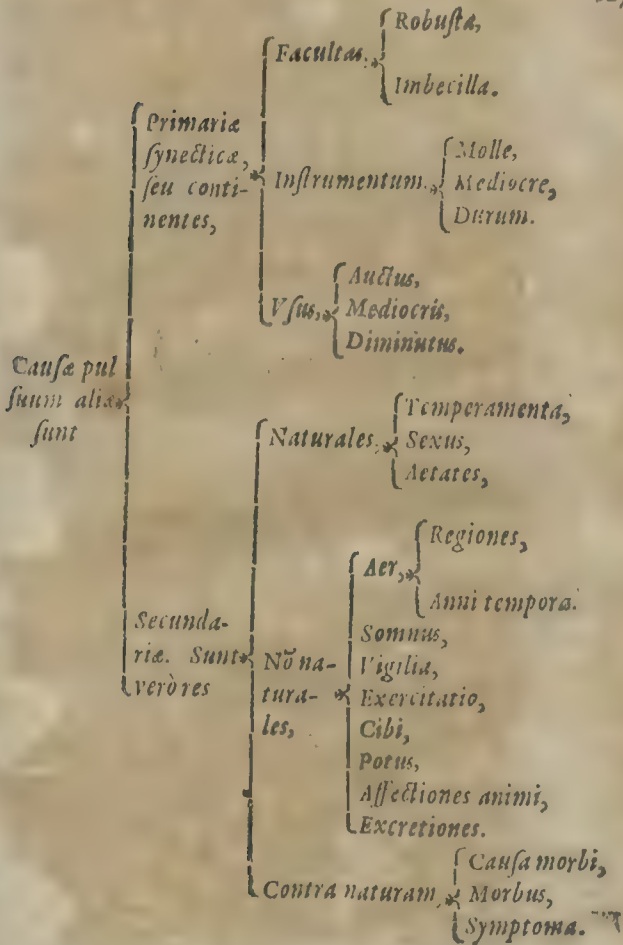 Causæ pul
ſuum aliæ
ſunt
Primariæ
ſynecticæ,
ſeu conti-
nentes,
Facultas,
Robuſta,
Imbecilla.
Inſtrumentum.
Molle,
Mediocre,
Durum.
Vſus,
Auctus,
Mediocris,
Diminutus.
Secunda-
riæ. Sunt
verò res
Naturales,
Temperamenta,
Sexus,
Aetates,
Nõ na-
tura-
les,
Aer,
Regiones,
Anni tempora.
Somnus,
Vigilia,
Exercitatio,
Cibi,
Potus,
Affectiones animi,
Excretiones.
Contra naturam,
Cauſa morbi,
Morbus,
Symptoma.